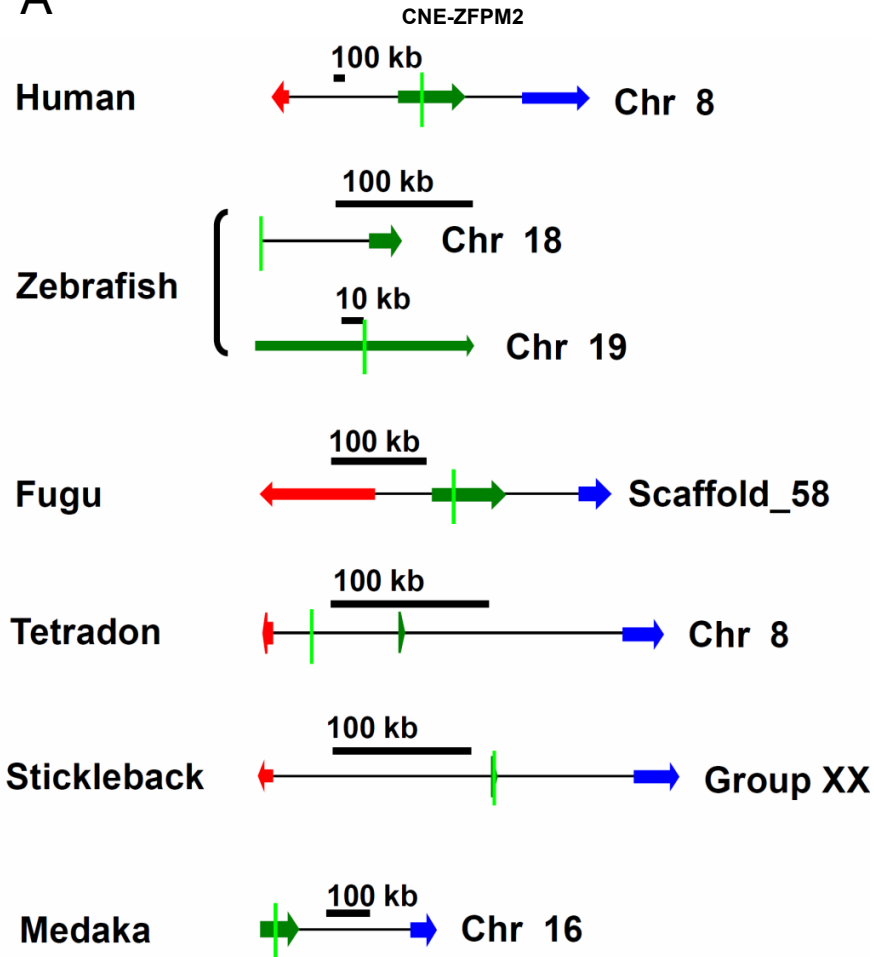 A
CNE-ZFPM2
100 kb
Human
Chr 8
100 kb
Chr 18
Zebrafish
10 kb
Chr 19
100 kb
Fugu
Scaffold_58
100 kb
Tetradon
Chr 8
100 kb
Stickleback
Group XX
100 kb
Medaka
Chr 16